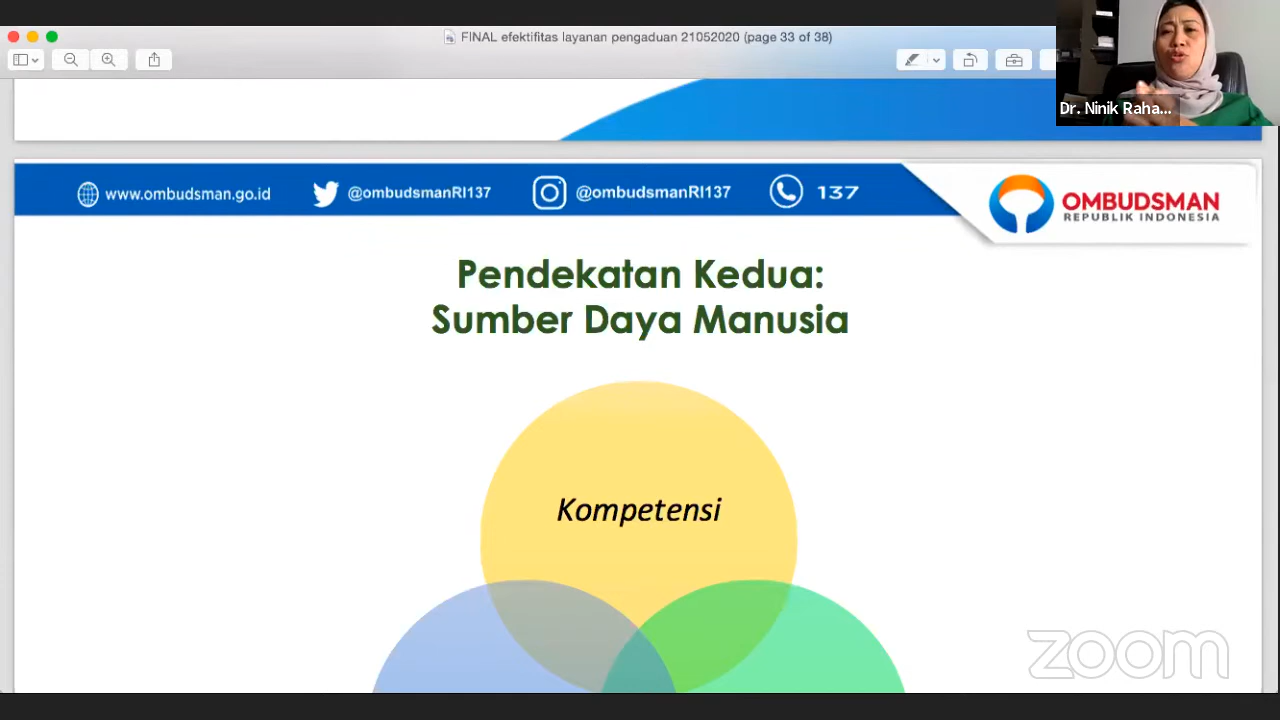 FINAL efektifitas layanan pengaduan 21052020 (page 33 of 38)
Dr. Ninik Raha...
www.ombudsman.go.id
@ombudsmanRI137
@ombudsmanRI137
137
OMBUDSMAN
REPUBLIK INDONESIA
Pendekatan Kedua:
Sumber Daya Manusia
Kompetensi
zoom